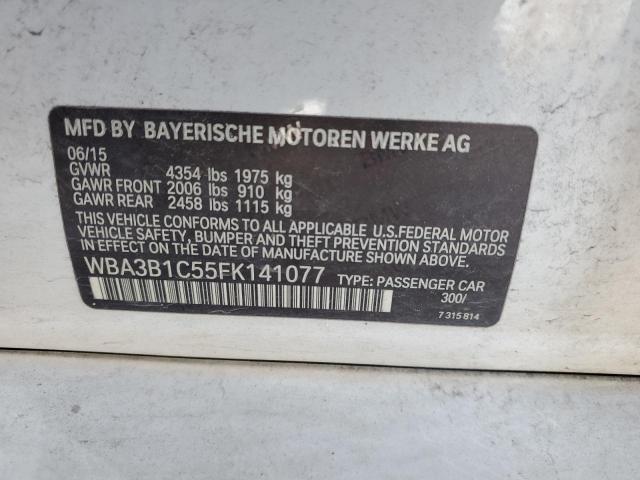 MFD BY BAYERISCHE MOTOREN WERKE AG
06/15
GVWR 4354 lbs 1975 kg
GAWR FRONT 2006 lbs 910 kg
GAWR REAR 2458 lbs 1115 kg
THIS VEHICLE CONFORMS TO ALL APPLICABLE U.S.FEDERAL MOTOR
VEHICLE SAFETY, BUMPER AND THEFT PREVENTION STANDARDS
IN EFFECT ON THE DATE OF MANUFACTURE SHOWN ABOVE.
WBA3B1C55FK141077 TYPE: PASSENGER CAR
300/
7 315 814